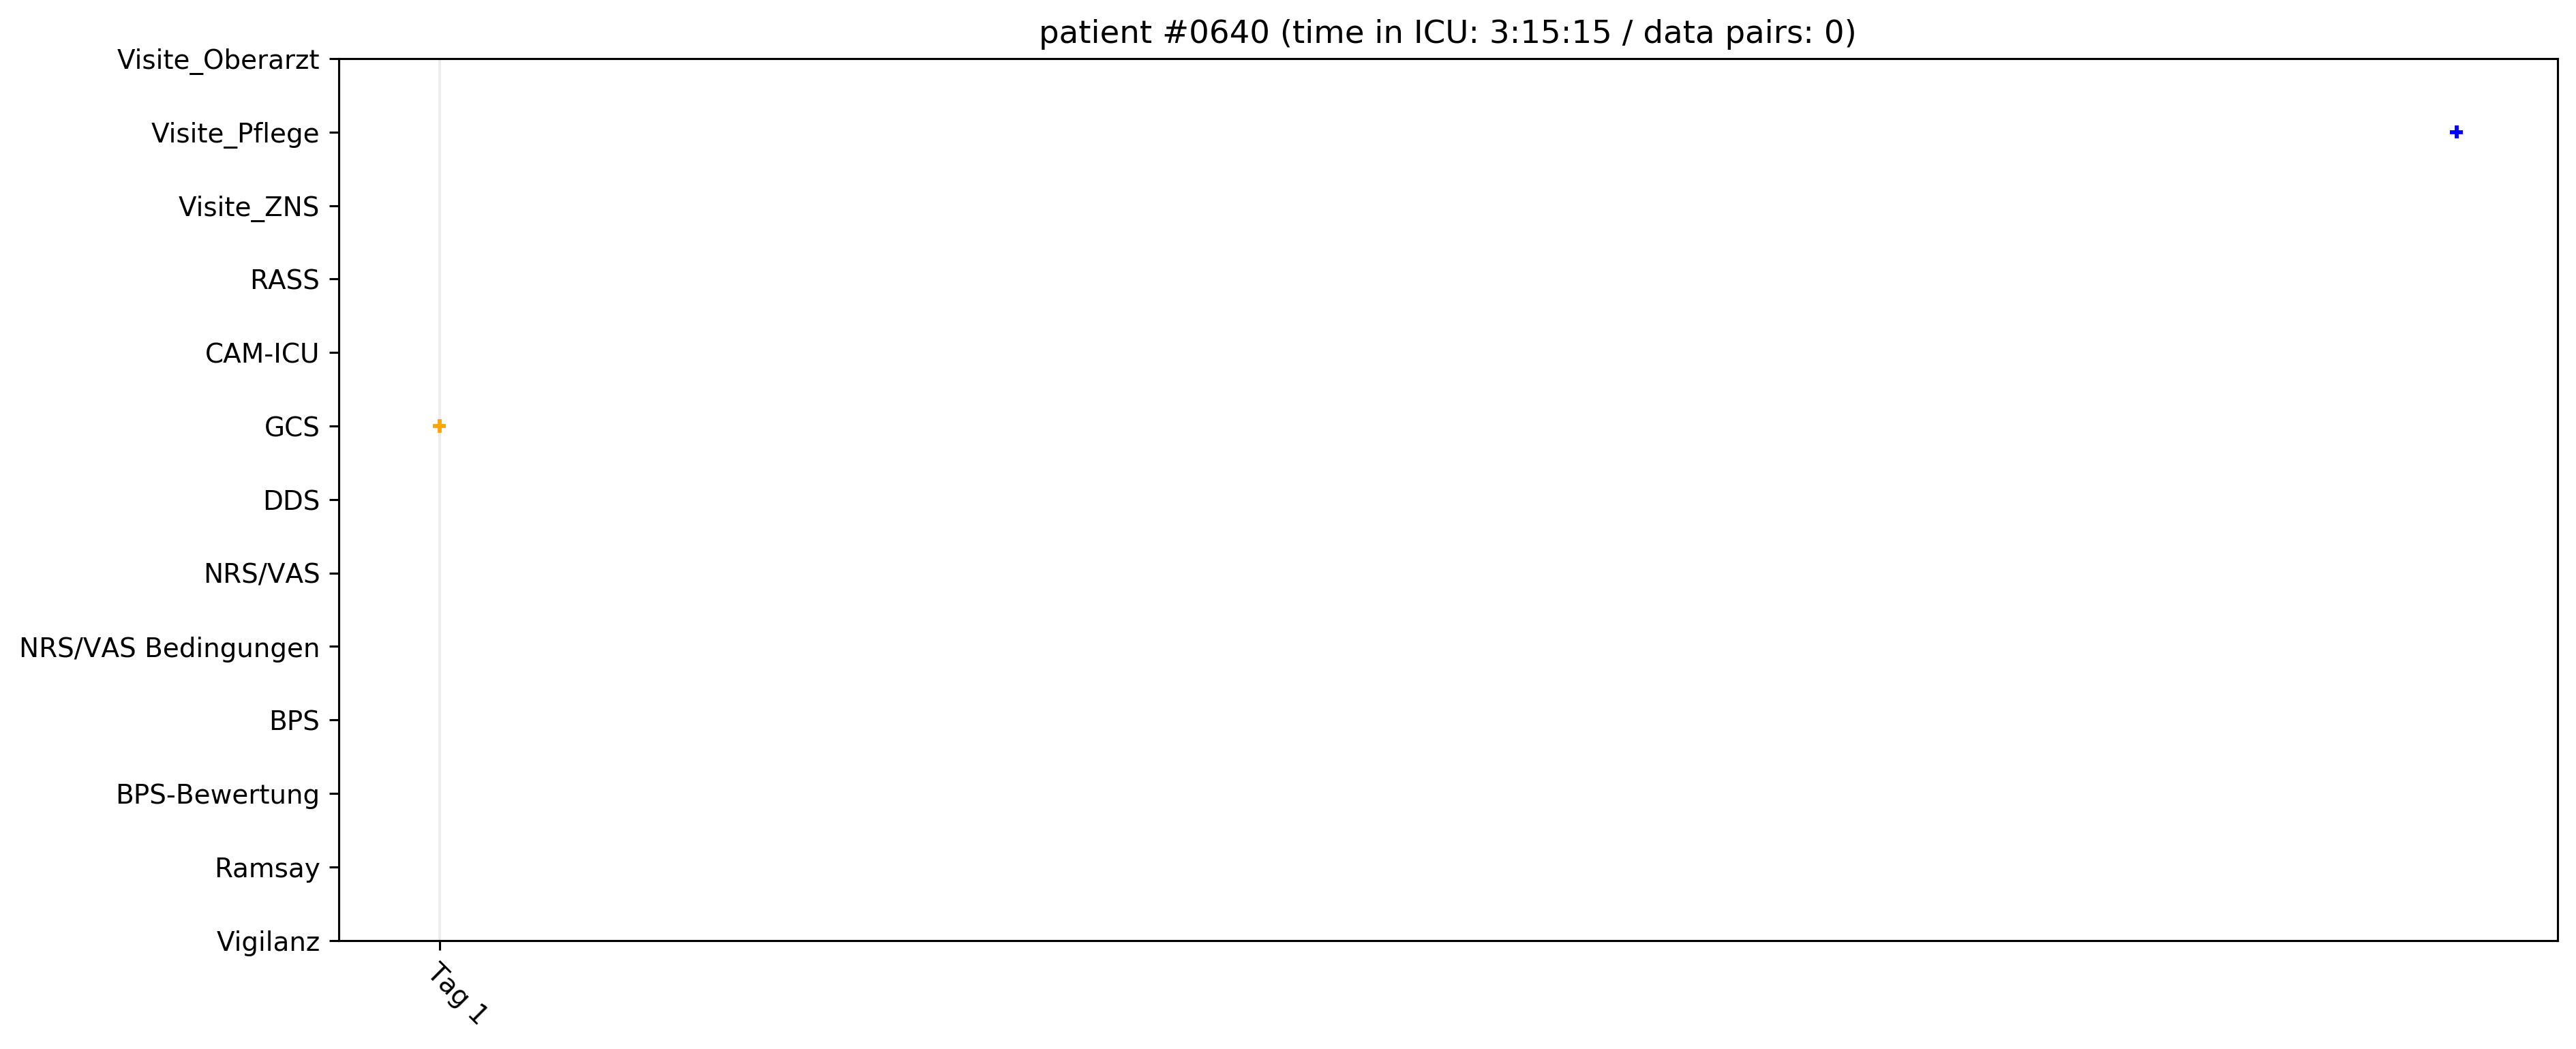 patient #0640 (time in ICU: 3:15:15 / data pairs: 0)
Visite_Oberarzt
Visite_Pflege
Visite_ZNS
RASS
CAM-ICU
GCS
DDS
NRS/VAS
NRS/VAS Bedingungen
BPS
BPS-Bewertung
Ramsay
Vigilanz
Tag 1